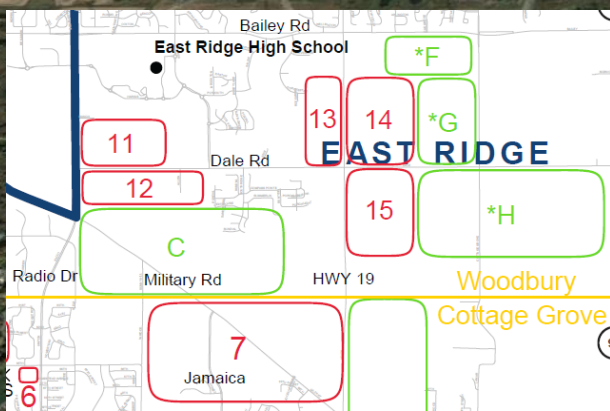 Bailey Rd
East Ridge High School
*F
13
14
*G
11
Dale Rd
EAST RIDGE
12
15
*H
C
Radio Dr
Military Rd
HWY 19
Woodbury
Cottage Grove
7
Jamaica
6